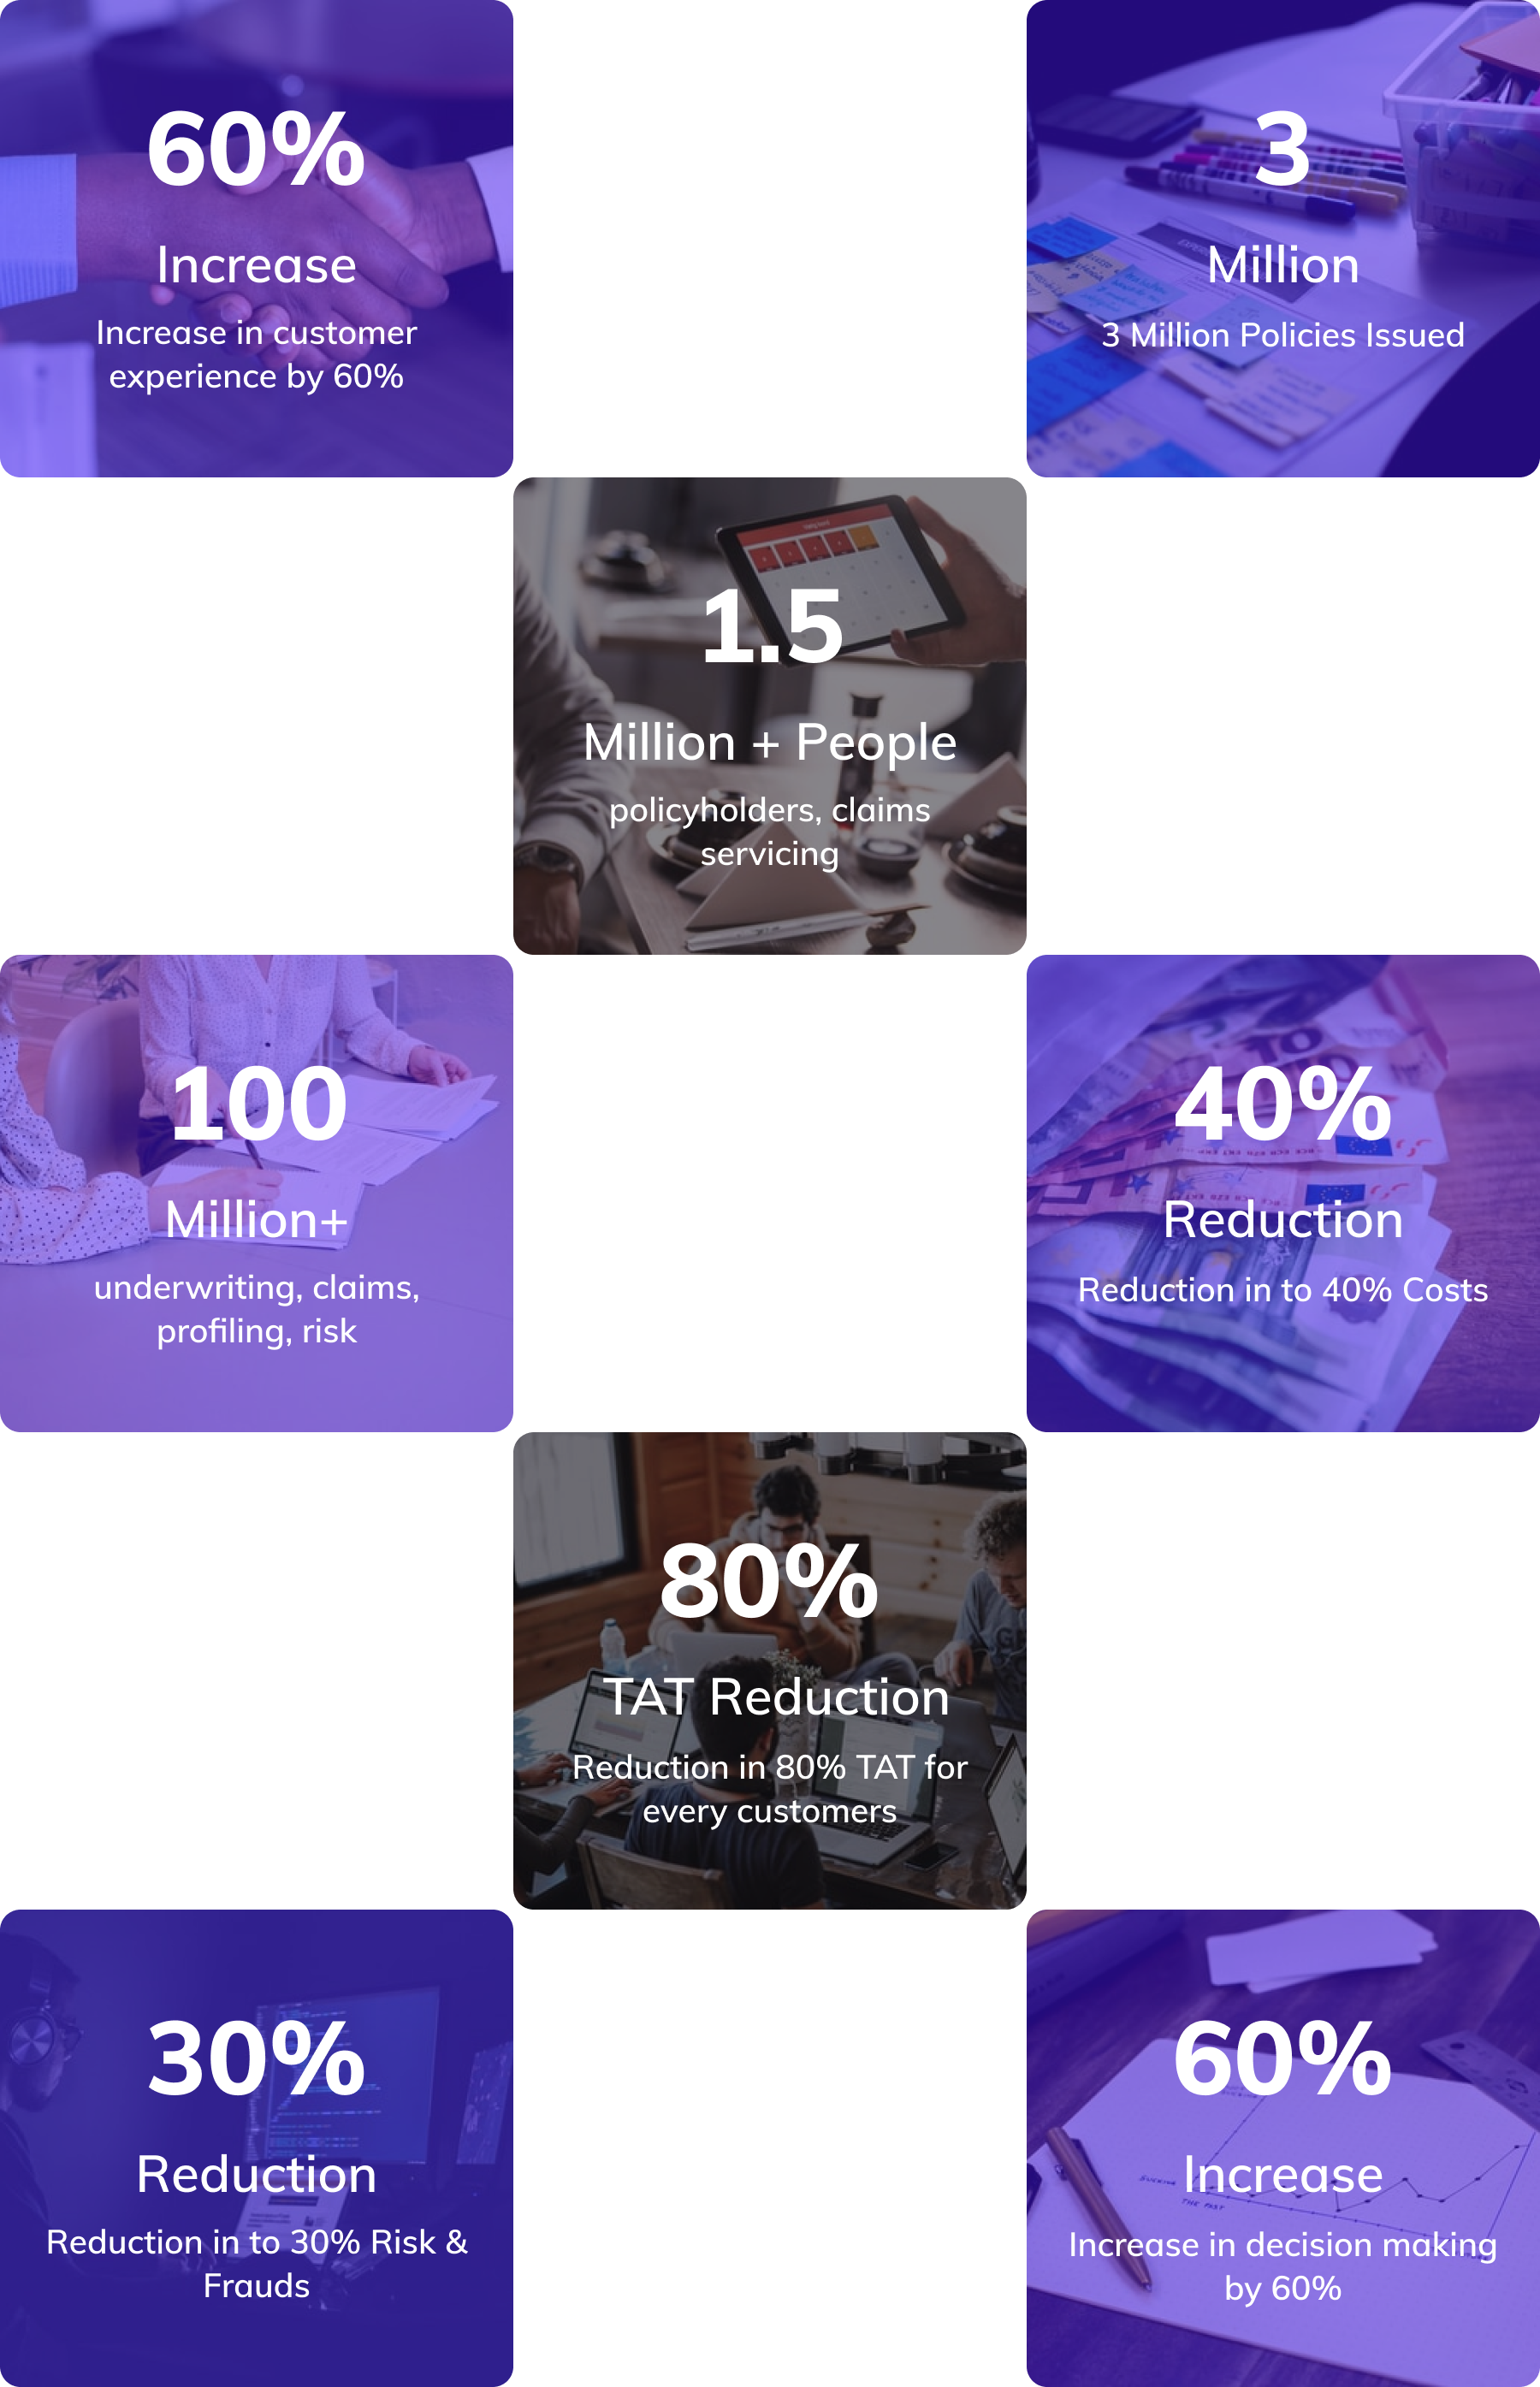 60%
Increase
Increase in customer
experience by 60%
3
Million
3 Million Policies Issued
1.5
Million + People
policyholders, claims
servicing
100
Million+
underwriting, claims,
profiling, risk
40%
Reduction
Reduction in to 40% Costs
80%
TAT Reduction
Reduction in 80% TAT for
every customers
30%
Reduction
Reduction in to 30% Risk &
Frauds
60%
Increase
Increase in decision making
by 60%